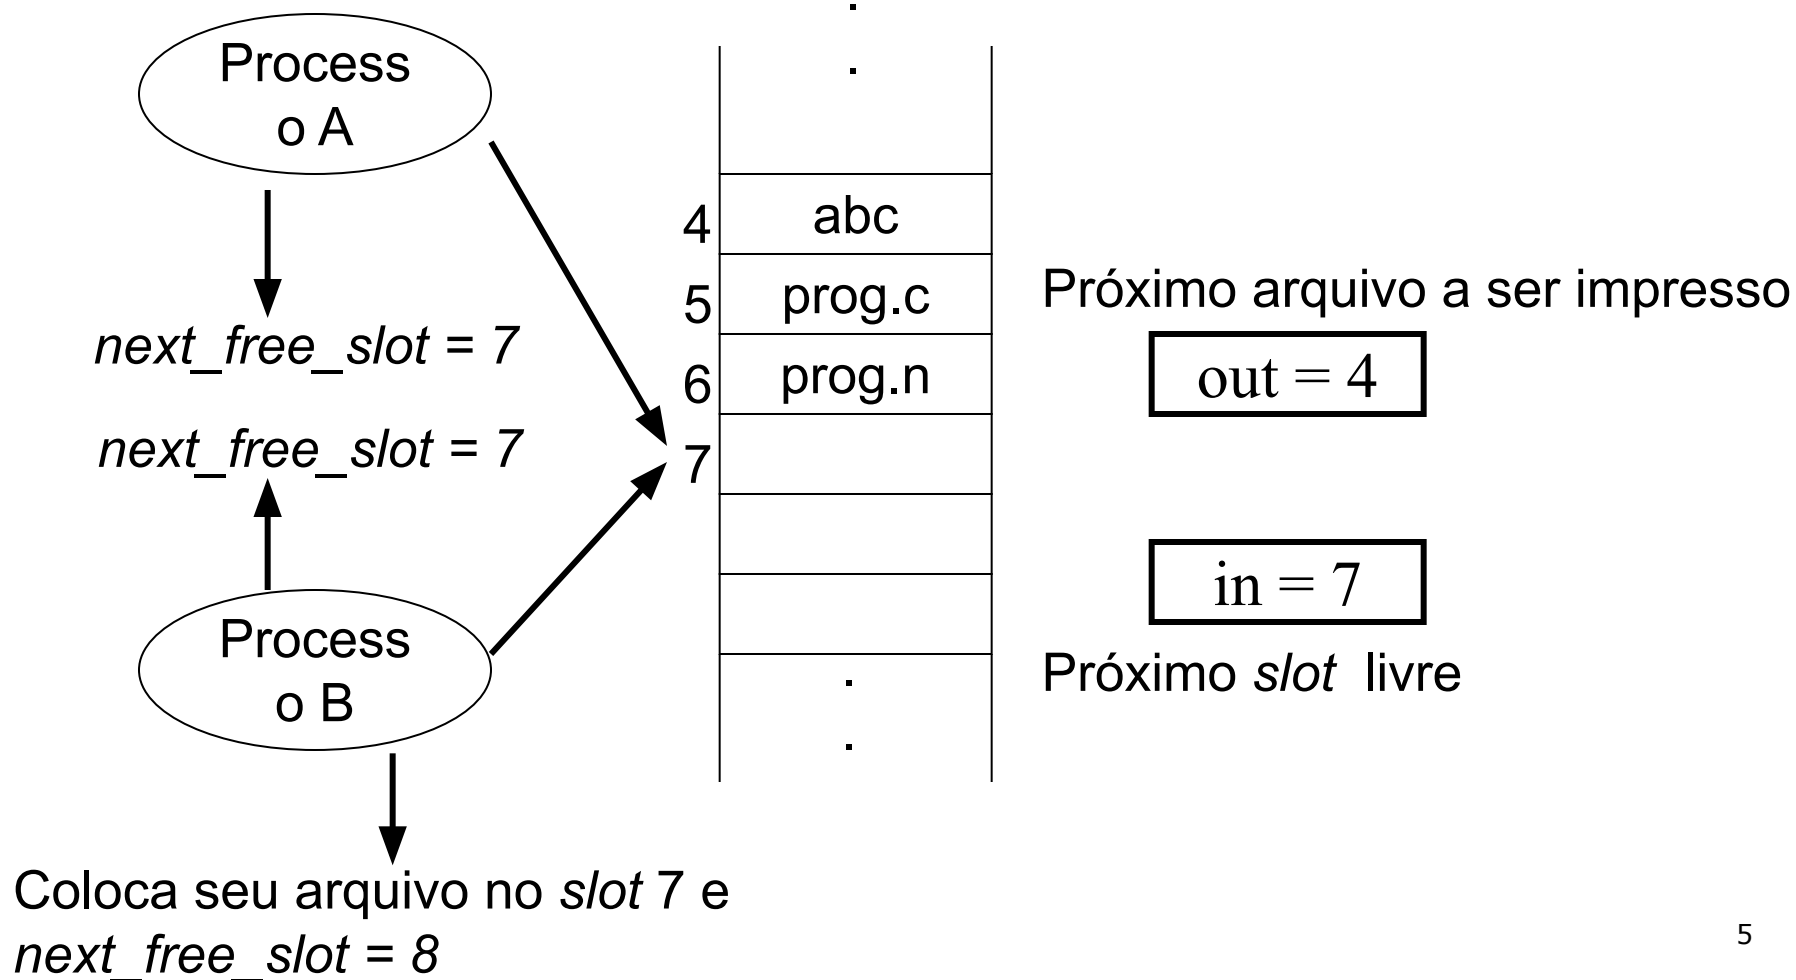 Process
o A
next_free_slot = 7
next_free_slot = 7
Process
o B
Coloca seu arquivo no slot 7 e
next_free_slot = 8
.
.
4 abc
5 prog.c
6 prog.n
7
.
.
Próximo arquivo a ser impresso
out = 4
in = 7
Próximo slot livre
5